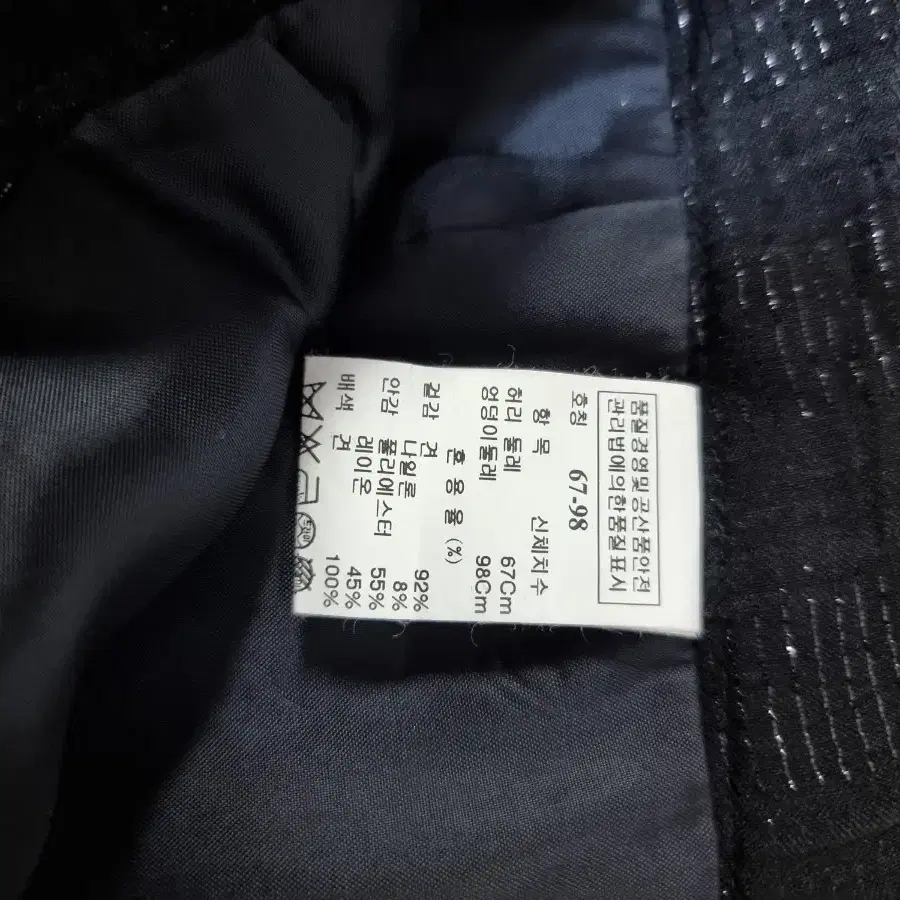 품질경영및공산품안전
관리법에의한품질표시
호칭 67-98
항목 신체치수
허리 둘레 67Cm
엉덩이둘레 98Cm
혼용율(%)
겉감 견 92%
나일론 8%
안감 폴리에스터 55%
레이온 45%
배색 견 100%